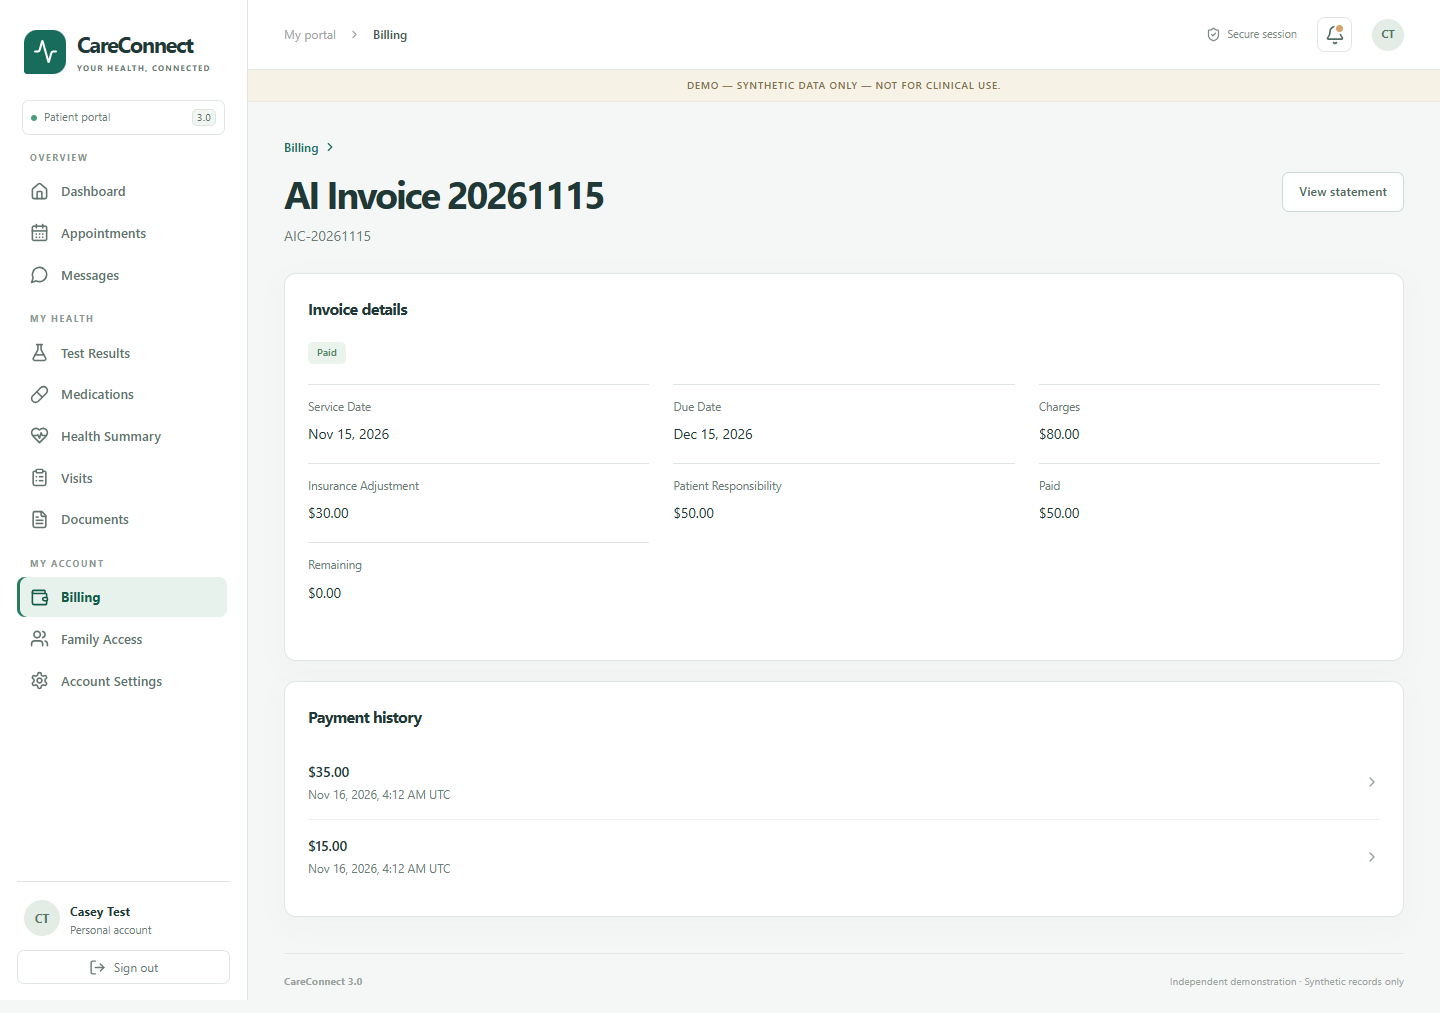 CareConnect
YOUR HEALTH, CONNECTED
Patient portal 3.0
OVERVIEW
Dashboard
Appointments
Messages
MY HEALTH
Test Results
Medications
Health Summary
Visits
Documents
MY ACCOUNT
Billing
Family Access
Account Settings
CT
Casey Test
Personal account
Sign out
My portal > Billing
Secure session
CT
DEMO — SYNTHETIC DATA ONLY — NOT FOR CLINICAL USE.
Billing >
AI Invoice 20261115
View statement
AIC-20261115
Invoice details
Paid
Service Date
Nov 15, 2026
Due Date
Dec 15, 2026
Charges
$80.00
Insurance Adjustment
$30.00
Patient Responsibility
$50.00
Paid
$50.00
Remaining
$0.00
Payment history
$35.00
Nov 16, 2026, 4:12 AM UTC
$15.00
Nov 16, 2026, 4:12 AM UTC
CareConnect 3.0
Independent demonstration · Synthetic records only